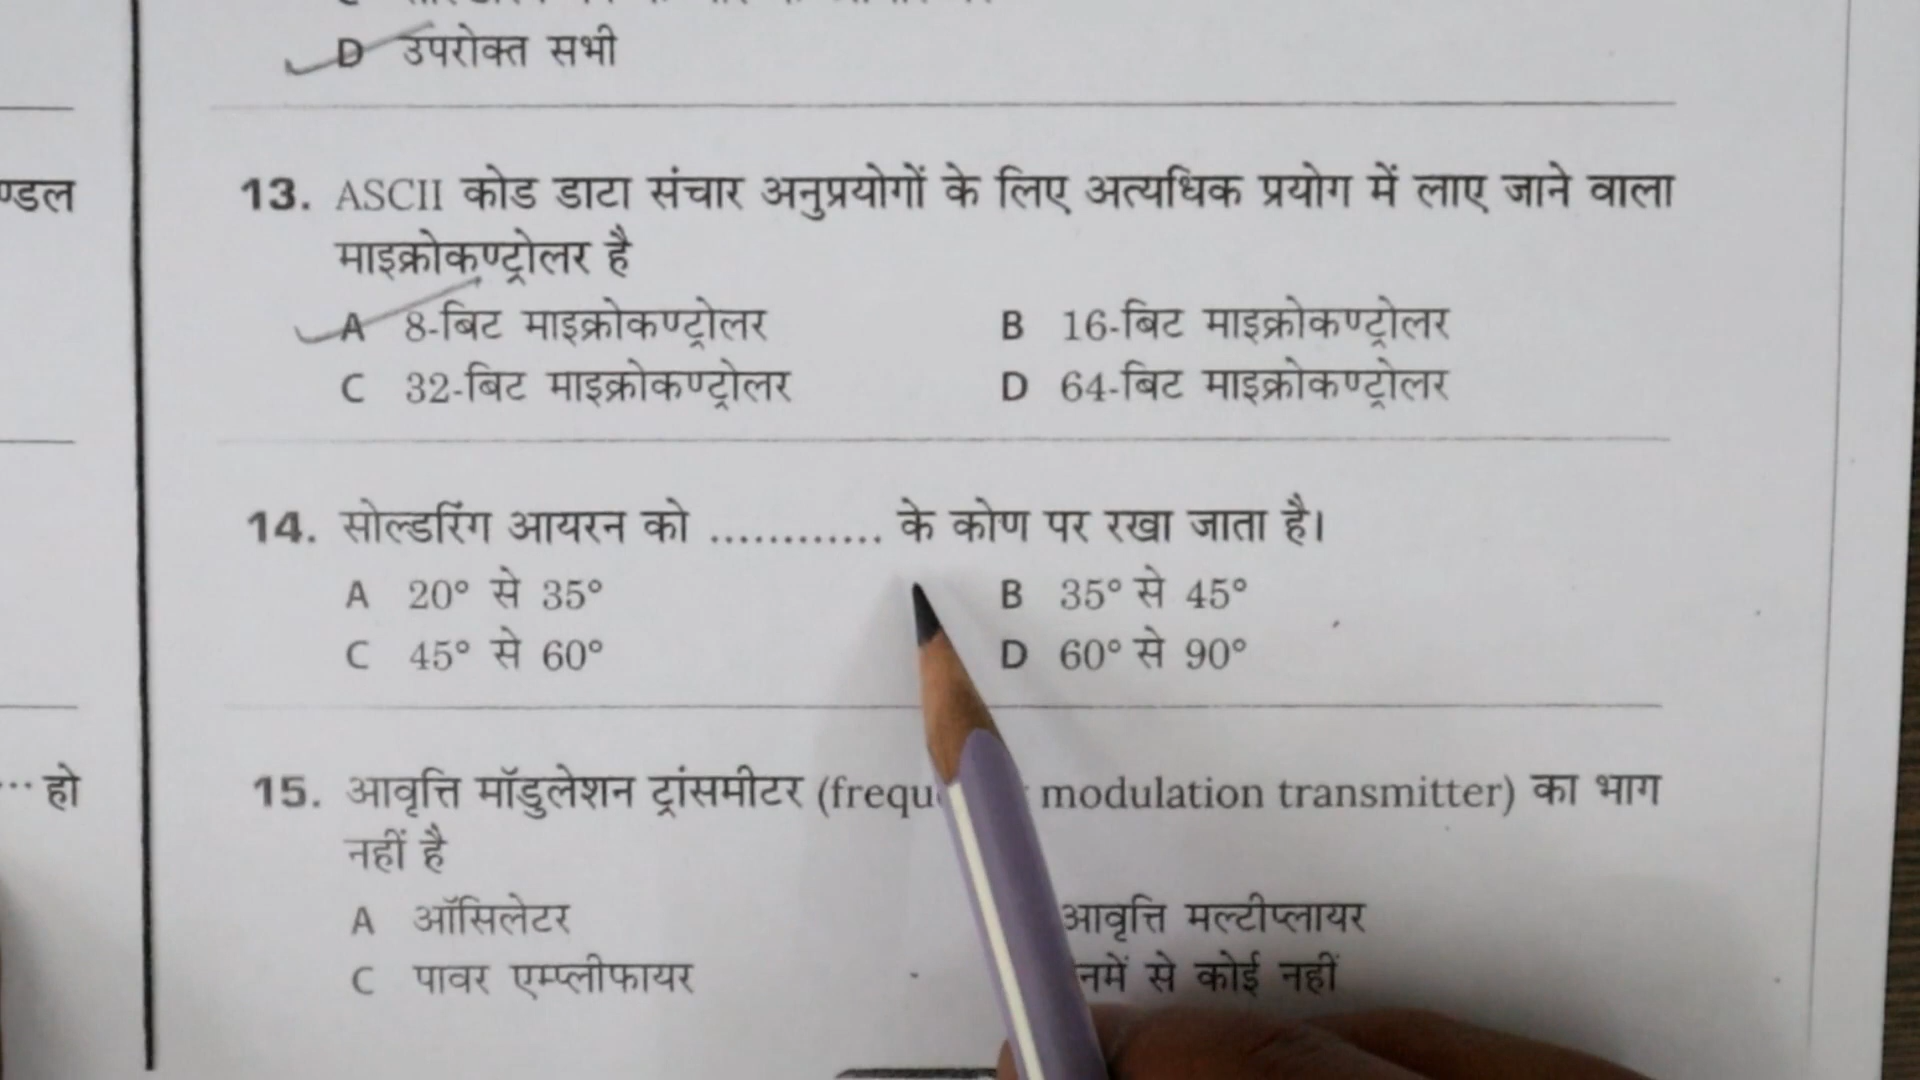 D उपरोक्त सभी
ण्डल
13. ASCII कोड डाटा संचार अनुप्रयोगों के लिए अत्यधिक प्रयोग में लाए जाने वाला
माइक्रोकण्ट्रोलर है
A 8-बिट माइक्रोकण्ट्रोलर B 16-बिट माइक्रोकण्ट्रोलर
C 32-बिट माइक्रोकण्ट्रोलर D 64-बिट माइक्रोकण्ट्रोलर
14. सोल्डरिंग आयरन को ............ के कोण पर रखा जाता है।
A 20° से 35° B 35° से 45°
C 45° से 60° D 60° से 90°
... हो
15. आवृत्ति मॉडुलेशन ट्रांसमीटर (frequ modulation transmitter) का भाग
नहीं है
A ऑसिलेटर आवृत्ति मल्टीप्लायर
C पावर एम्प्लीफायर नमें से कोई नहीं